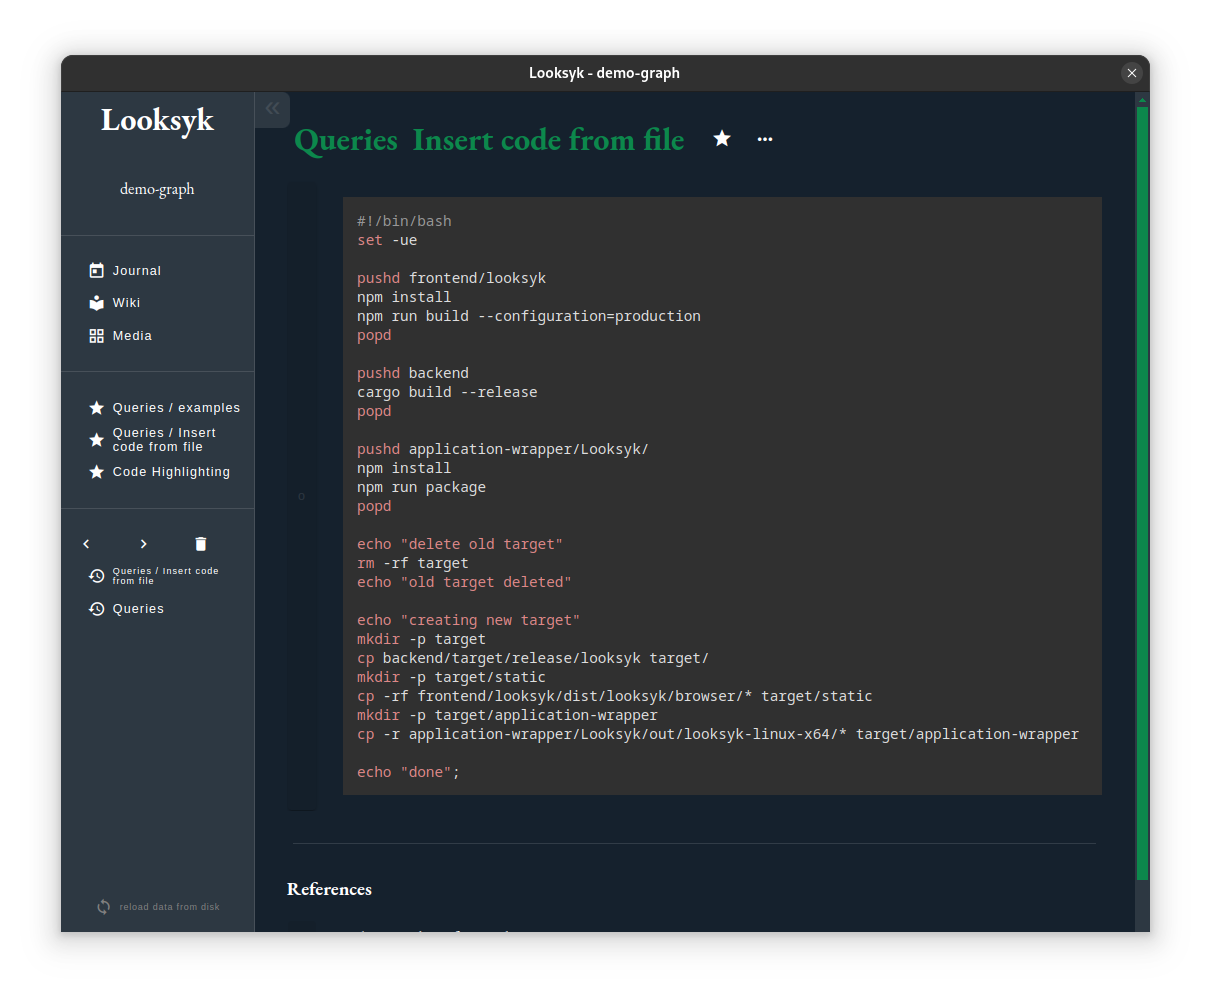 Looksyk - demo-graph
Looksyk
demo-graph
Journal
Wiki
Media
Queries / examples
Queries / Insert
code from file
Code Highlighting
Queries / Insert code
from file
Queries
reload data from disk
Queries Insert code from file
#!/bin/bash
set -ue
pushd frontend/looksyk
npm install
npm run build --configuration=production
popd
pushd backend
cargo build --release
popd
pushd application-wrapper/Looksyk/
npm install
npm run package
popd
echo "delete old target"
rm -rf target
echo "old target deleted"
echo "creating new target"
mkdir -p target
cp backend/target/release/looksyk target/
mkdir -p target/static
cp -rf frontend/looksyk/dist/looksyk/browser/* target/static
mkdir -p target/application-wrapper
cp -r application-wrapper/Looksyk/out/looksyk-linux-x64/* target/application-wrapper
echo "done";
References